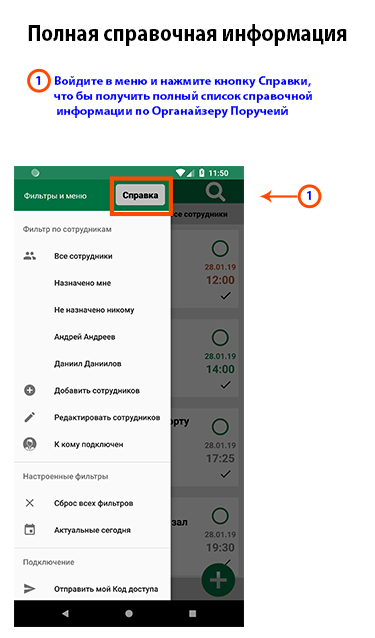 Полная справочная информация
1 Войдите в меню и нажмите кнопку Справки,
что бы получить полный список справочной
информации по Органайзеру Поручеий
11:50
Фильтры и меню
Справка
1
все сотрудники
Фильтр по сотрудникам
Все сотрудники
Назначено мне
Не назначено никому
Андрей Андреев
Даниил Даниилов
Добавить сотрудников
Редактировать сотрудников
К кому подключен
Настроенные фильтры
Сброс всех фильтров
Актуальные сегодня
Подключение
Отправить мой Код доступа
28.01.19
12:00
28.01.19
14:00
28.01.19
17:25
28.01.19
19:30